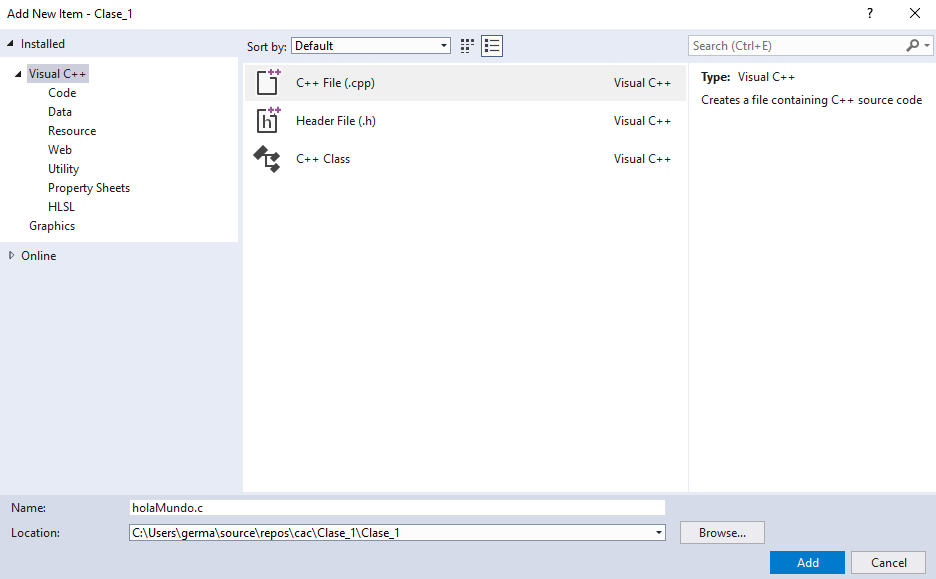 Add New Item - Clase_1
?
Installed
Sort by: Default
Search (Ctrl+E)
Visual C++
Code
Data
Resource
Web
Utility
Property Sheets
HLSL
Graphics
Online
C++ File (.cpp) Visual C++
Header File (.h) Visual C++
C++ Class Visual C++
Type: Visual C++
Creates a file containing C++ source code
Name: holaMundo.c
Location: C:\Users\germa\source\repos\cac\Clase_1\Clase_1
Browse...
Add Cancel